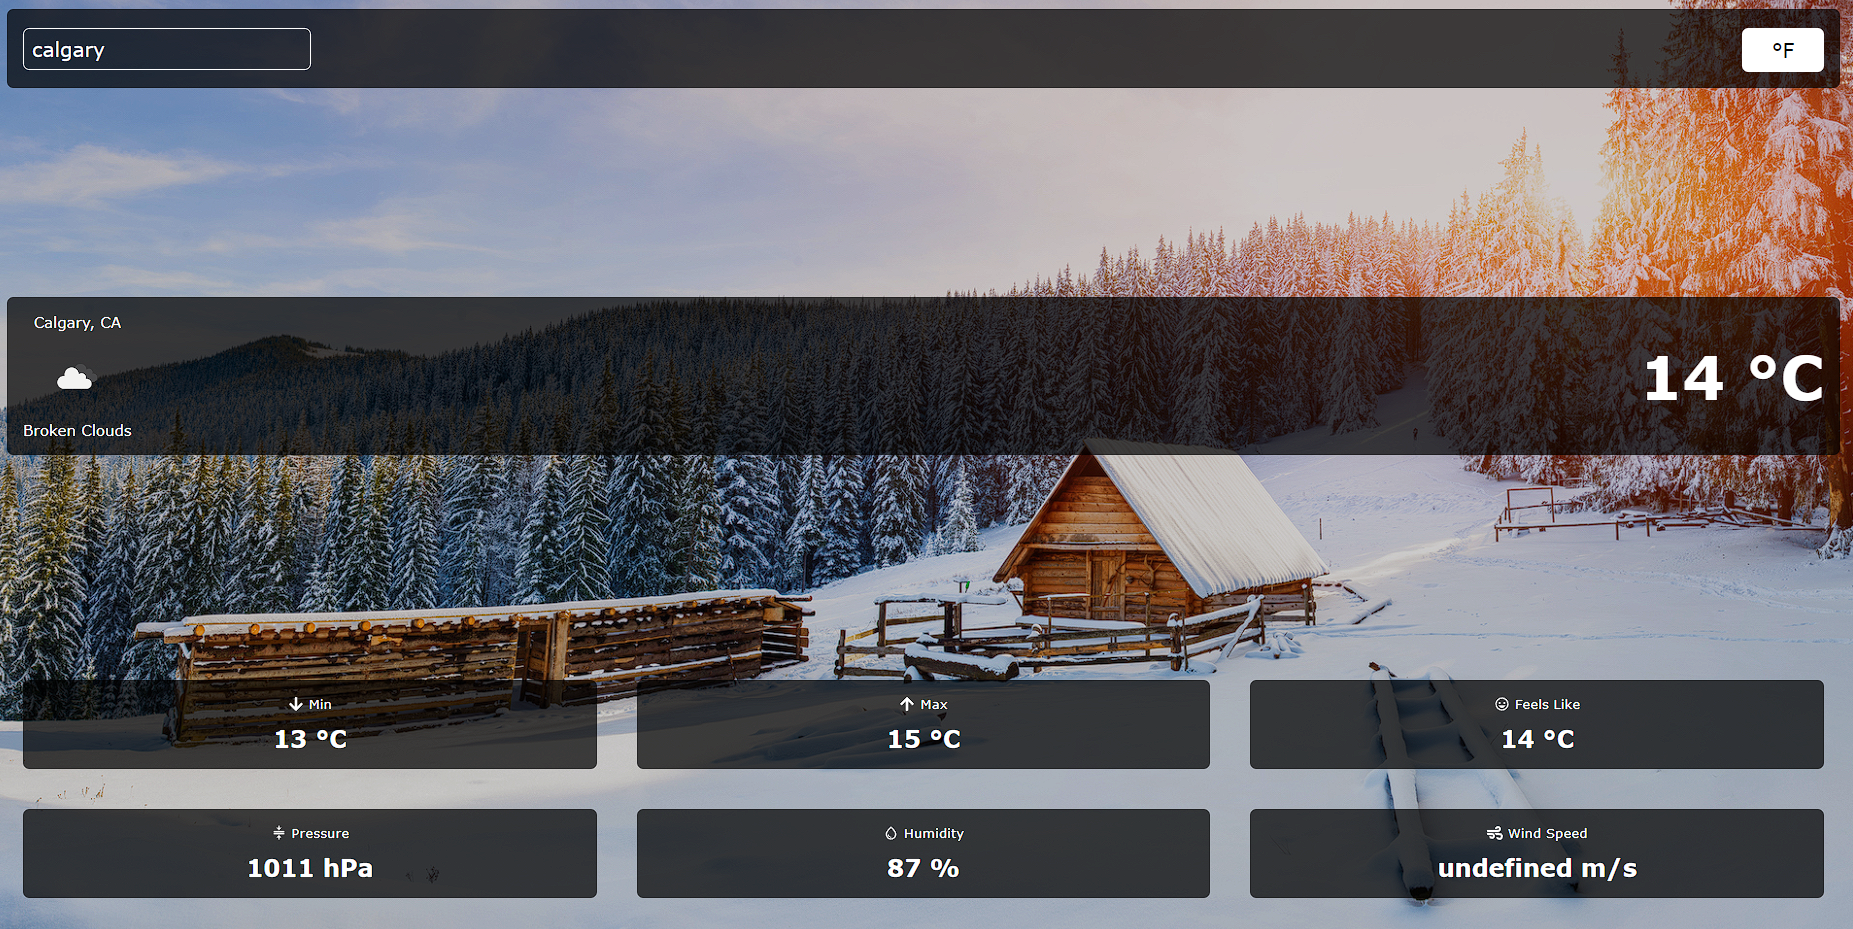 calgary
°F
Calgary, CA
14 °C
Broken Clouds
Min
13 °C
Max
15 °C
Feels Like
14 °C
Pressure
1011 hPa
Humidity
87 %
Wind Speed
undefined m/s